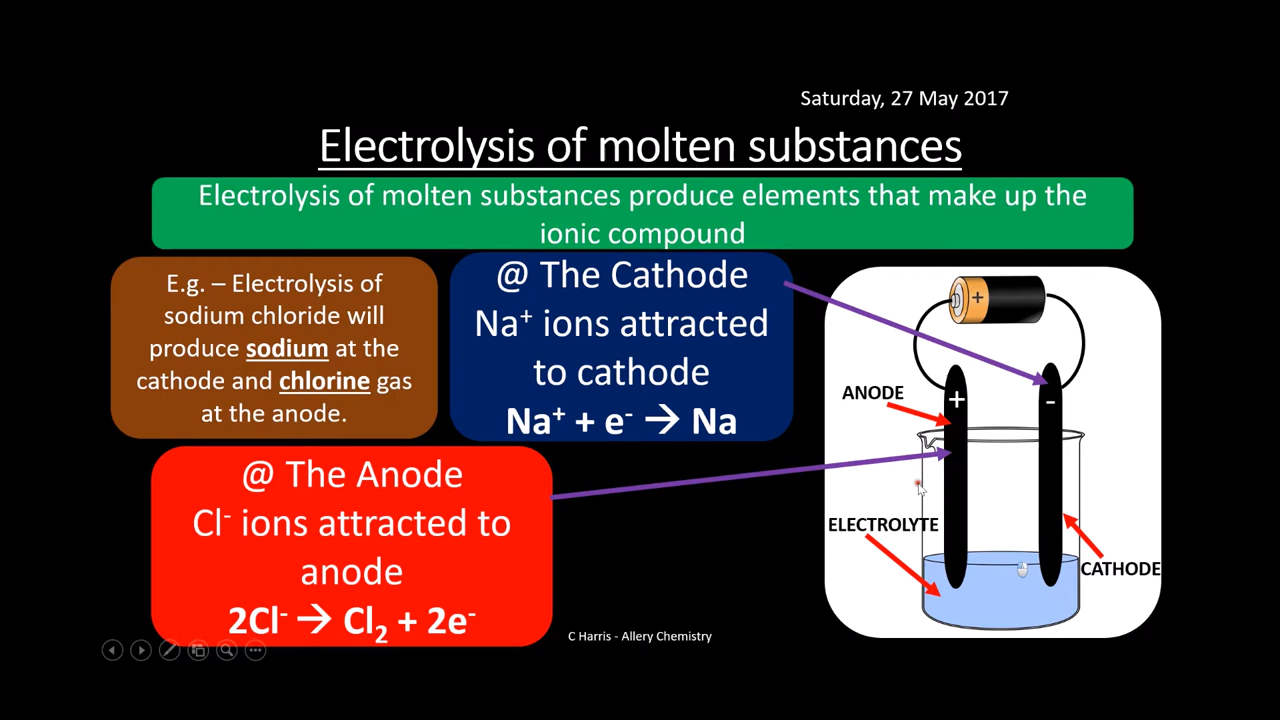 Saturday, 27 May 2017
Electrolysis of molten substances
Electrolysis of molten substances produce elements that make up the
ionic compound
E.g. – Electrolysis of
sodium chloride will
produce sodium at the
cathode and chlorine gas
at the anode.
@ The Cathode
Na⁺ ions attracted
to cathode
Na⁺ + e⁻ → Na
@ The Anode
Cl⁻ ions attracted to
anode
2Cl⁻ → Cl₂ + 2e⁻
+
ANODE
+
-
ELECTROLYTE
CATHODE
C Harris - Allery Chemistry